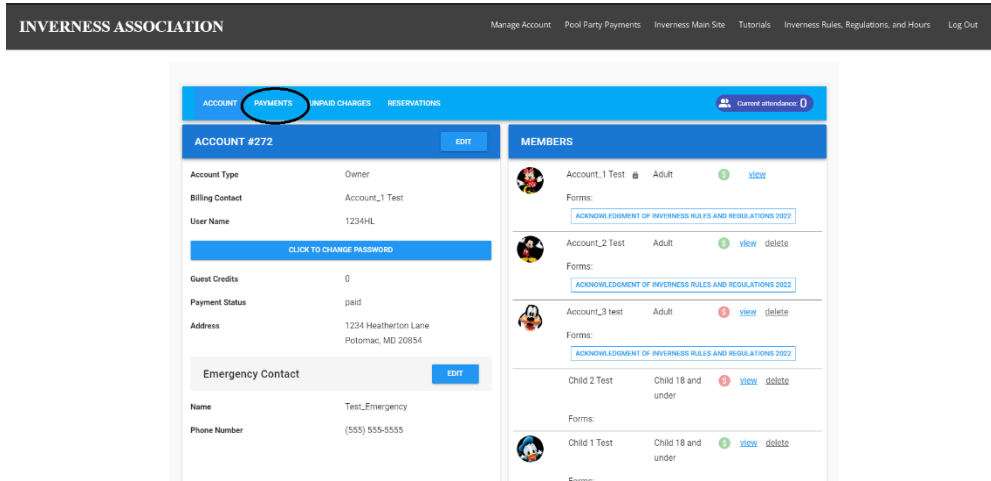 INVERNESS ASSOCIATION
Manage Account Pool Party Payments Inverness Main Site Tutorials Inverness Rules, Regulations, and Hours Log Out
ACCOUNT PAYMENTS UNPAID CHARGES RESERVATIONS
Current attendance: 0
ACCOUNT #272 EDIT
Account Type Owner
Billing Contact Account_1 Test
User Name 1234HL
CLICK TO CHANGE PASSWORD
Guest Credits 0
Payment Status paid
Address 1234 Heatherton Lane
Potomac, MD 20854
Emergency Contact EDIT
Name Test_Emergency
Phone Number (555) 555-5555
MEMBERS
Account_1 Test Adult $ view
Forms:
ACKNOWLEDGMENT OF INVERNESS RULES AND REGULATIONS 2022
Account_2 Test Adult $ view delete
Forms:
ACKNOWLEDGMENT OF INVERNESS RULES AND REGULATIONS 2022
Account_3 test Adult $ view delete
Forms:
ACKNOWLEDGMENT OF INVERNESS RULES AND REGULATIONS 2022
Child 2 Test Child 18 and $ view delete
under
Forms:
Child 1 Test Child 18 and $ view delete
under
Forms: